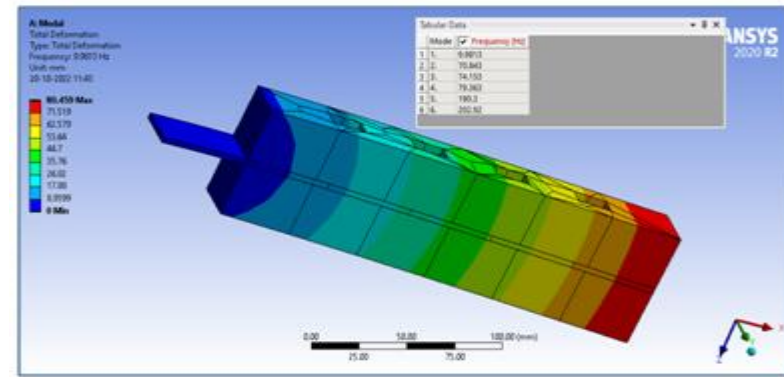 A: Modal
Total Deformation
Type: Total Deformation
Frequency: 9.9813 Hz
Unit: mm
20-10-2022 11:40
80.459 Max
71.519
62.579
53.64
44.7
35.76
26.82
17.88
8.9399
0 Min
Tabular Data
Mode Frequency [Hz]
1 1. 9.9813
2 2. 70.843
3 3. 74.153
4 4. 79.363
5 5. 190.3
6 6. 202.92
ANSYS
2020 R2
0.00 50.00 100.00 (mm)
25.00 75.00
X
Y
Z